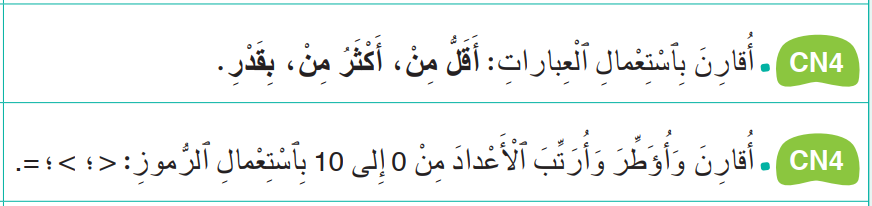 CN4 . أُقارِنَ بِٱسْتِعْمالِ ٱلْعِباراتِ: أَقَلُّ مِنْ، أَكْثَرُ مِنْ، بِقَدْرِ.
CN4 . أُقارِنَ وَأُؤَطِّرَ وَأُرَتِّبَ ٱلْأَعْدادَ مِنْ 0 إِلى 10 بِٱسْتِعْمالِ ٱلرُّموزِ: <؛ >؛ =.